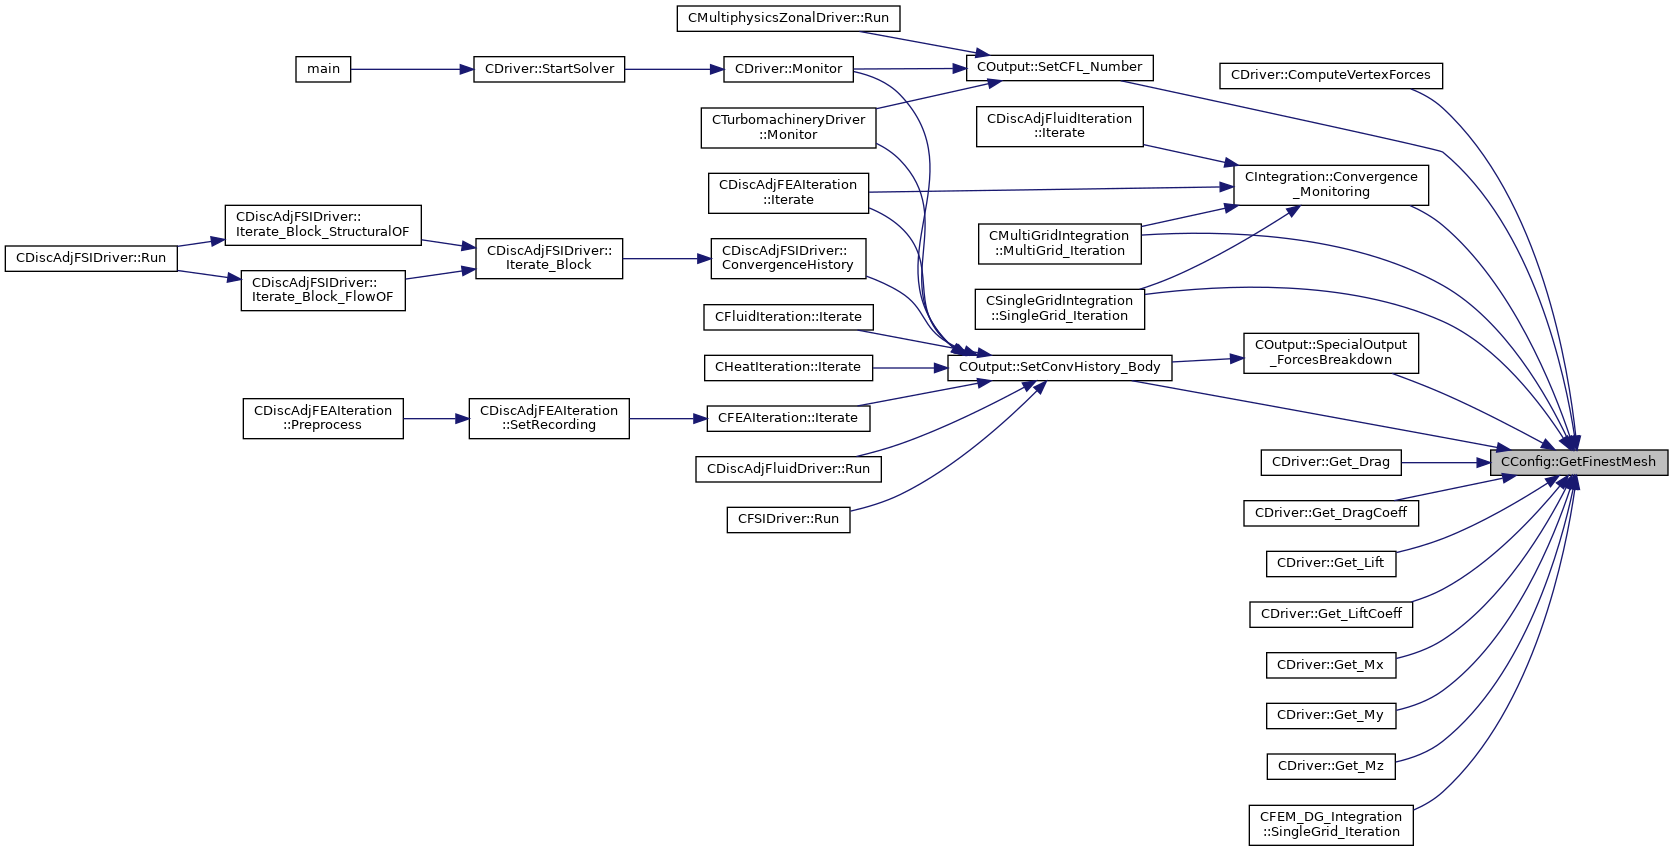 CMultiphysicsZonalDriver::Run
main
CDriver::StartSolver
CDriver::Monitor
COutput::SetCFL_Number
CDriver::ComputeVertexForces
CTurbomachineryDriver
::Monitor
CDiscAdjFluidIteration
::Iterate
CDiscAdjFEAIteration
::Iterate
CIntegration::Convergence
_Monitoring
CDiscAdjFSIDriver::Run
CDiscAdjFSIDriver::
Iterate_Block_StructuralOF
CDiscAdjFSIDriver::
Iterate_Block_FlowOF
CDiscAdjFSIDriver::
Iterate_Block
CDiscAdjFSIDriver::
ConvergenceHistory
CMultiGridIntegration
::MultiGrid_Iteration
CSingleGridIntegration
::SingleGrid_Iteration
CFluidIteration::Iterate
CHeatIteration::Iterate
COutput::SetConvHistory_Body
COutput::SpecialOutput
_ForcesBreakdown
CDiscAdjFEAIteration
::Preprocess
CDiscAdjFEAIteration
::SetRecording
CFEAIteration::Iterate
CDiscAdjFluidDriver::Run
CFSIDriver::Run
CConfig::GetFinestMesh
CDriver::Get_Drag
CDriver::Get_DragCoeff
CDriver::Get_Lift
CDriver::Get_LiftCoeff
CDriver::Get_Mx
CDriver::Get_My
CDriver::Get_Mz
CFEM_DG_Integration
::SingleGrid_Iteration